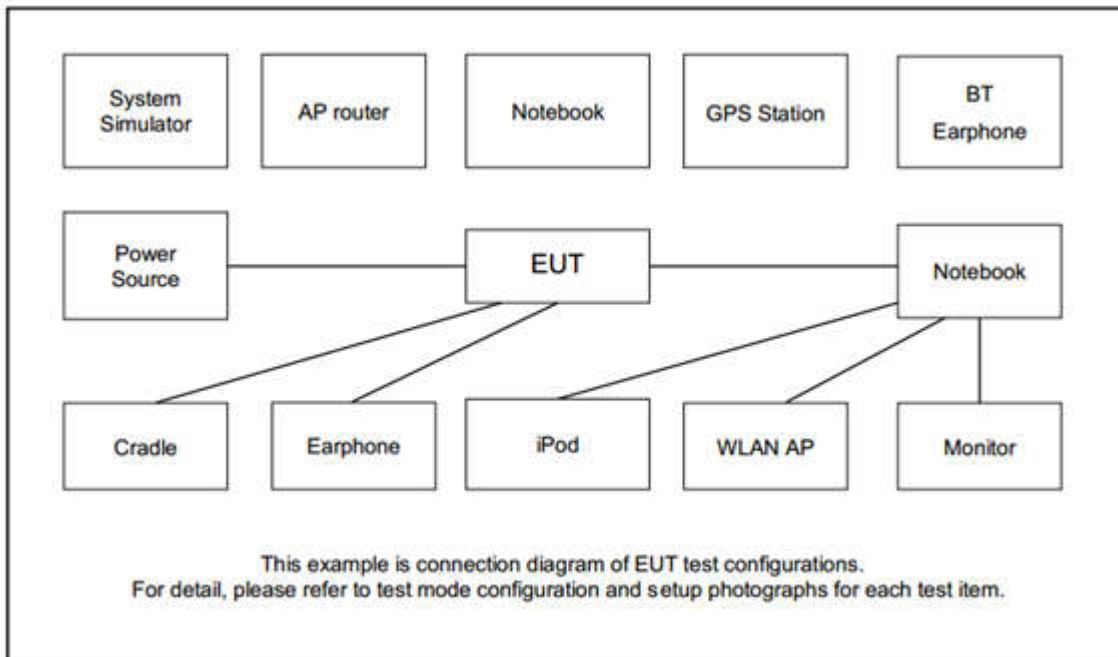 System
Simulator
AP router
Notebook
GPS Station
BT
Earphone
Power
Source
EUT
Notebook
Cradle
Earphone
iPod
WLAN AP
Monitor
This example is connection diagram of EUT test configurations.
For detail, please refer to test mode configuration and setup photographs for each test item.